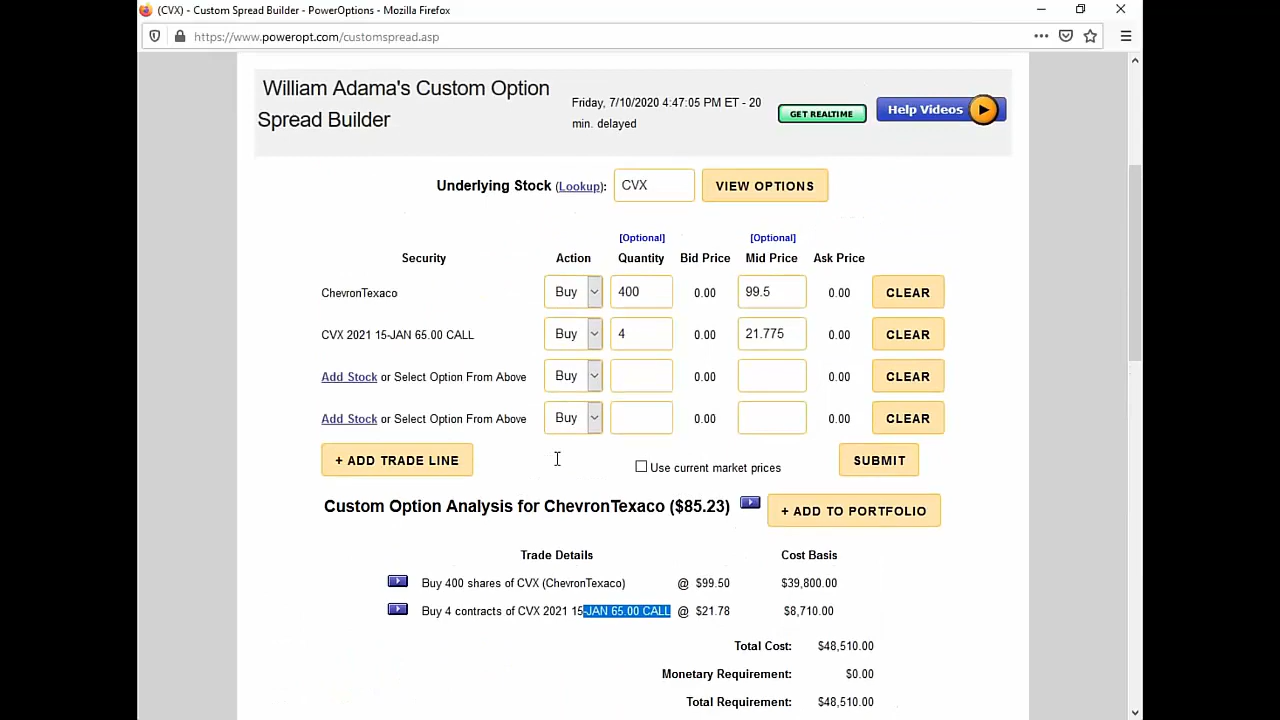 (CVX) - Custom Spread Builder - PowerOptions - Mozilla Firefox
https://www.poweropt.com/customspread.asp
William Adama's Custom Option
Spread Builder
Friday, 7/10/2020 4:47:05 PM ET - 20
min. delayed
GET REALTIME
Help Videos
Underlying Stock (Lookup): CVX VIEW OPTIONS
[Optional] [Optional]
Security Action Quantity Bid Price Mid Price Ask Price
ChevronTexaco Buy 400 0.00 99.5 0.00 CLEAR
CVX 2021 15-JAN 65.00 CALL Buy 4 0.00 21.775 0.00 CLEAR
Add Stock or Select Option From Above Buy 0.00 0.00 CLEAR
Add Stock or Select Option From Above Buy 0.00 0.00 CLEAR
+ ADD TRADE LINE Use current market prices SUBMIT
Custom Option Analysis for ChevronTexaco ($85.23) + ADD TO PORTFOLIO
Trade Details Cost Basis
Buy 400 shares of CVX (ChevronTexaco) @ $99.50 $39,800.00
Buy 4 contracts of CVX 2021 15-JAN 65.00 CALL @ $21.78 $8,710.00
Total Cost: $48,510.00
Monetary Requirement: $0.00
Total Requirement: $48,510.00